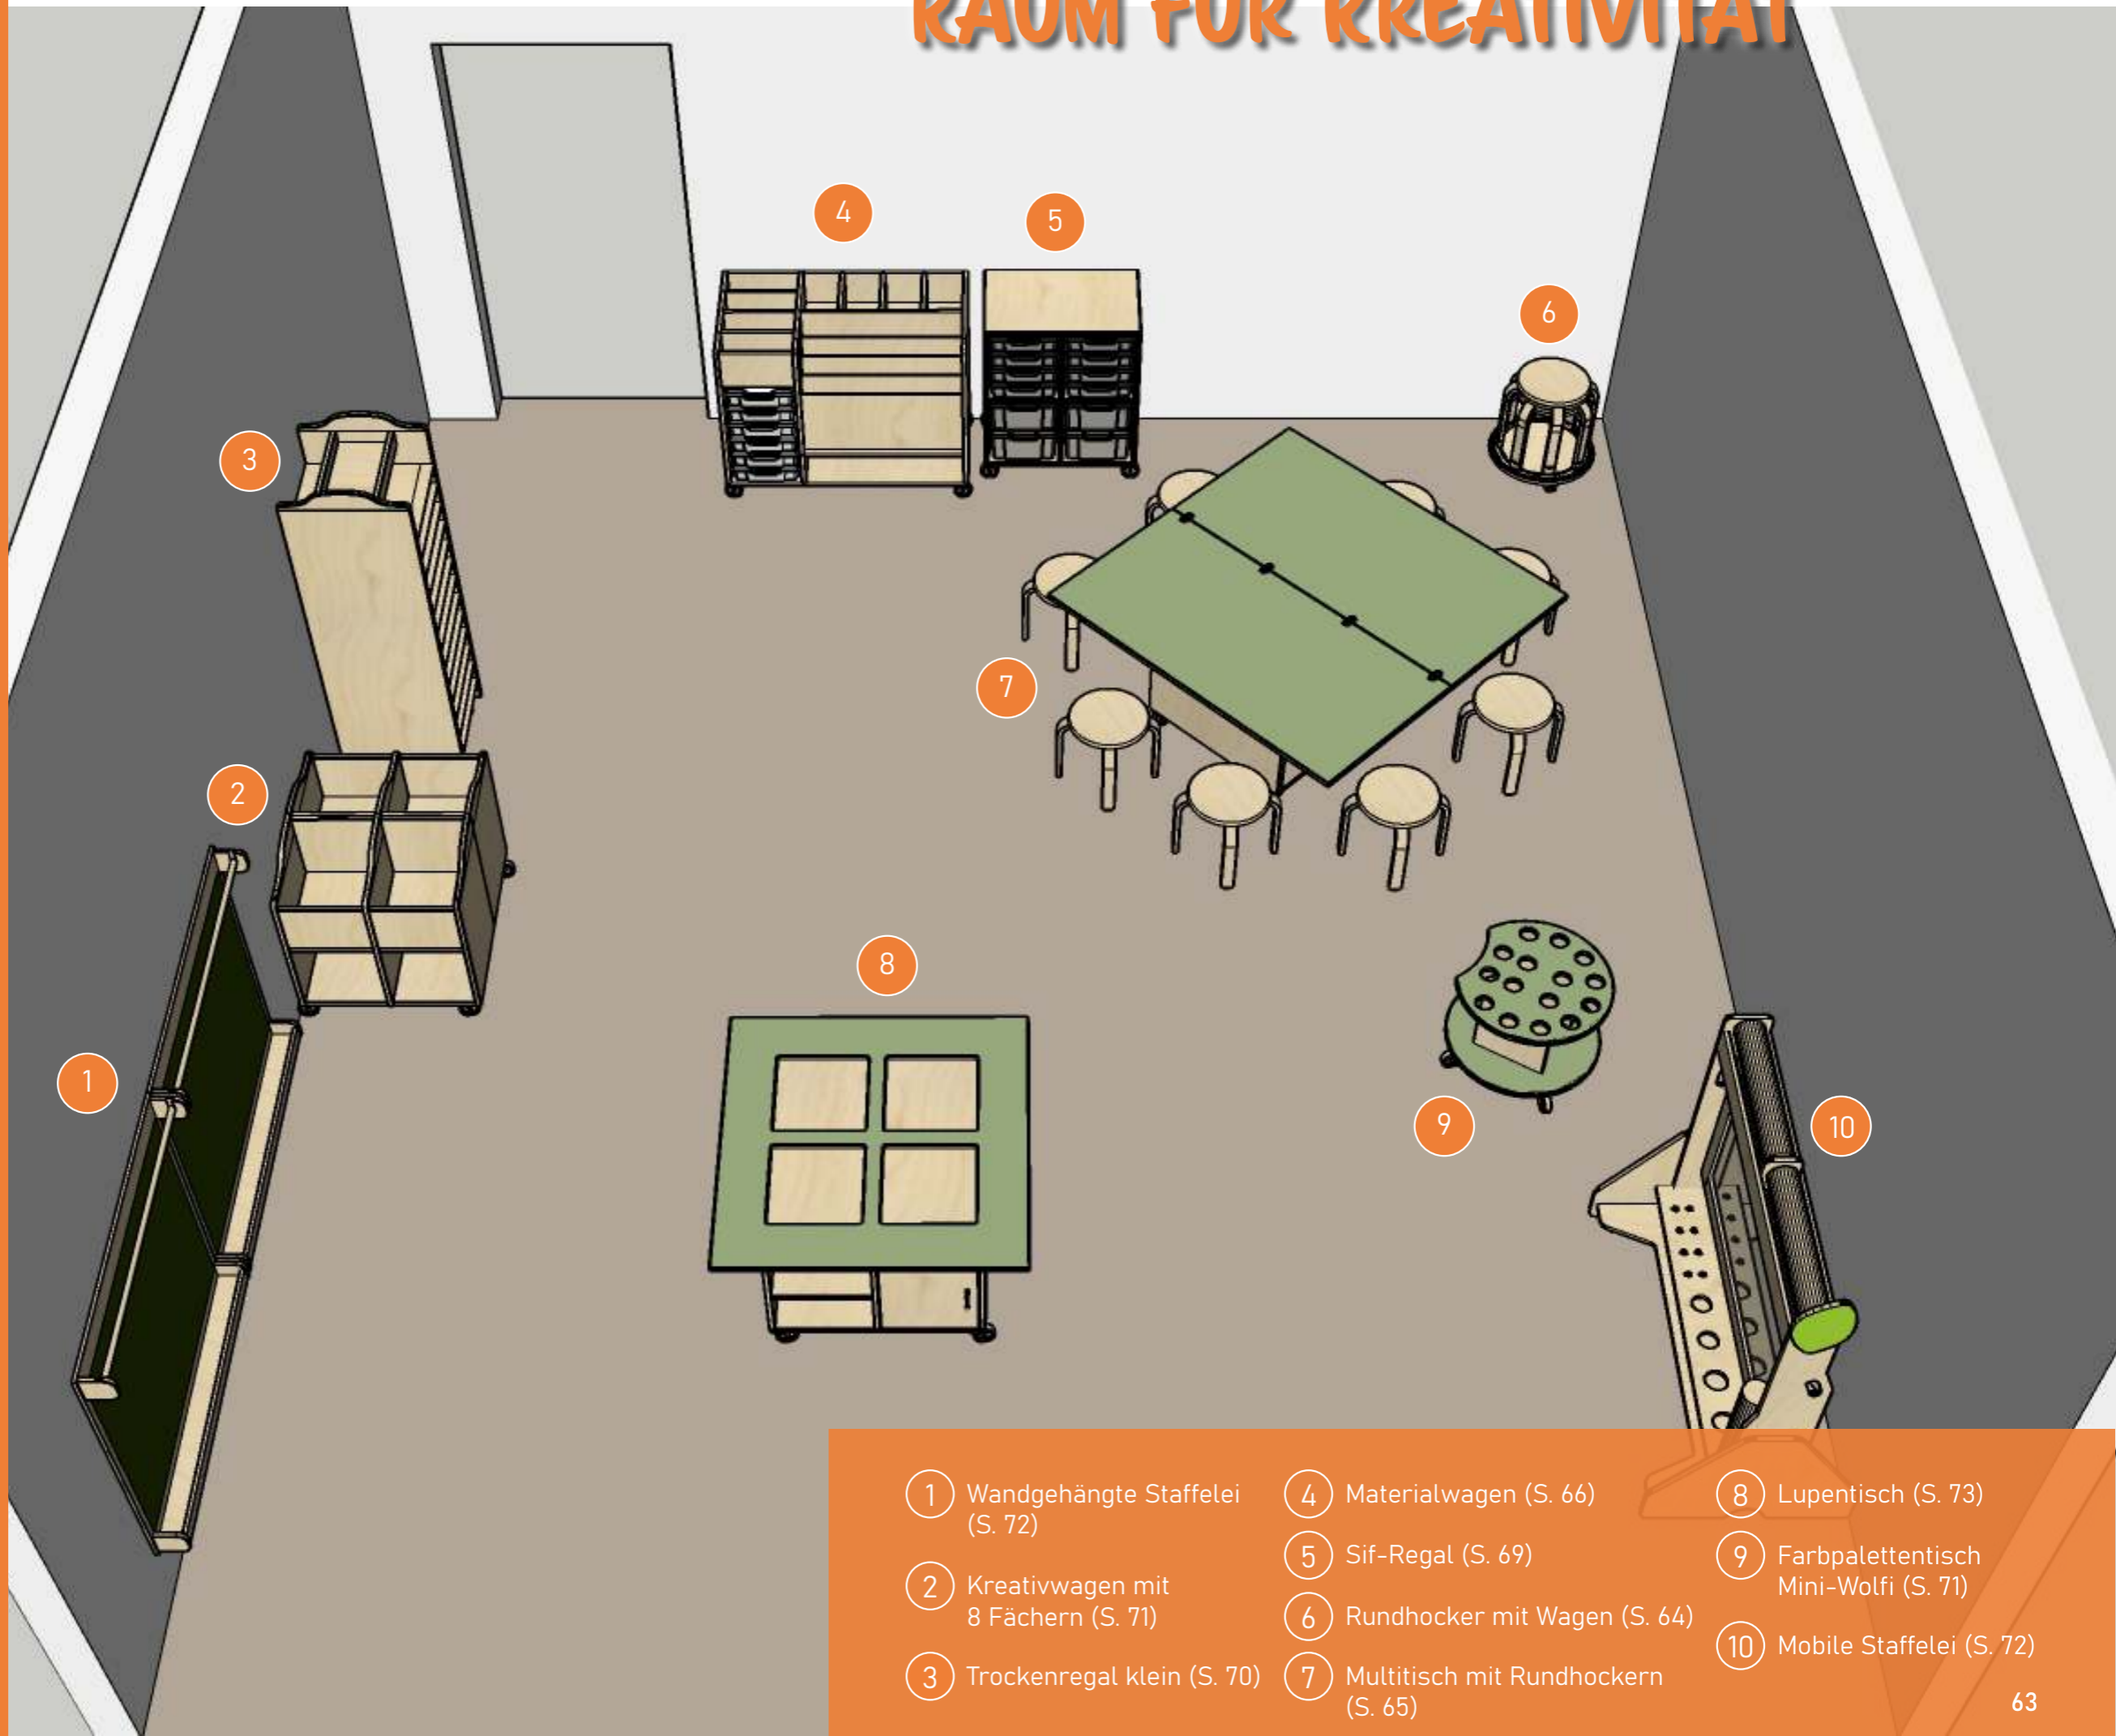 RAUM FÜR KREATIVITÄT
4
5
6
3
7
2
8
1
9
10
1 Wandgehängte Staffelei
(S. 72)
2 Kreativwagen mit
8 Fächern (S. 71)
3 Trockenregal klein (S. 70)
4 Materialwagen (S. 66)
5 Sif-Regal (S. 69)
6 Rundhocker mit Wagen (S. 64)
7 Multitisch mit Rundhockern
(S. 65)
8 Lupentisch (S. 73)
9 Farbpalettentisch
Mini-Wolfi (S. 71)
10 Mobile Staffelei (S. 72)
63